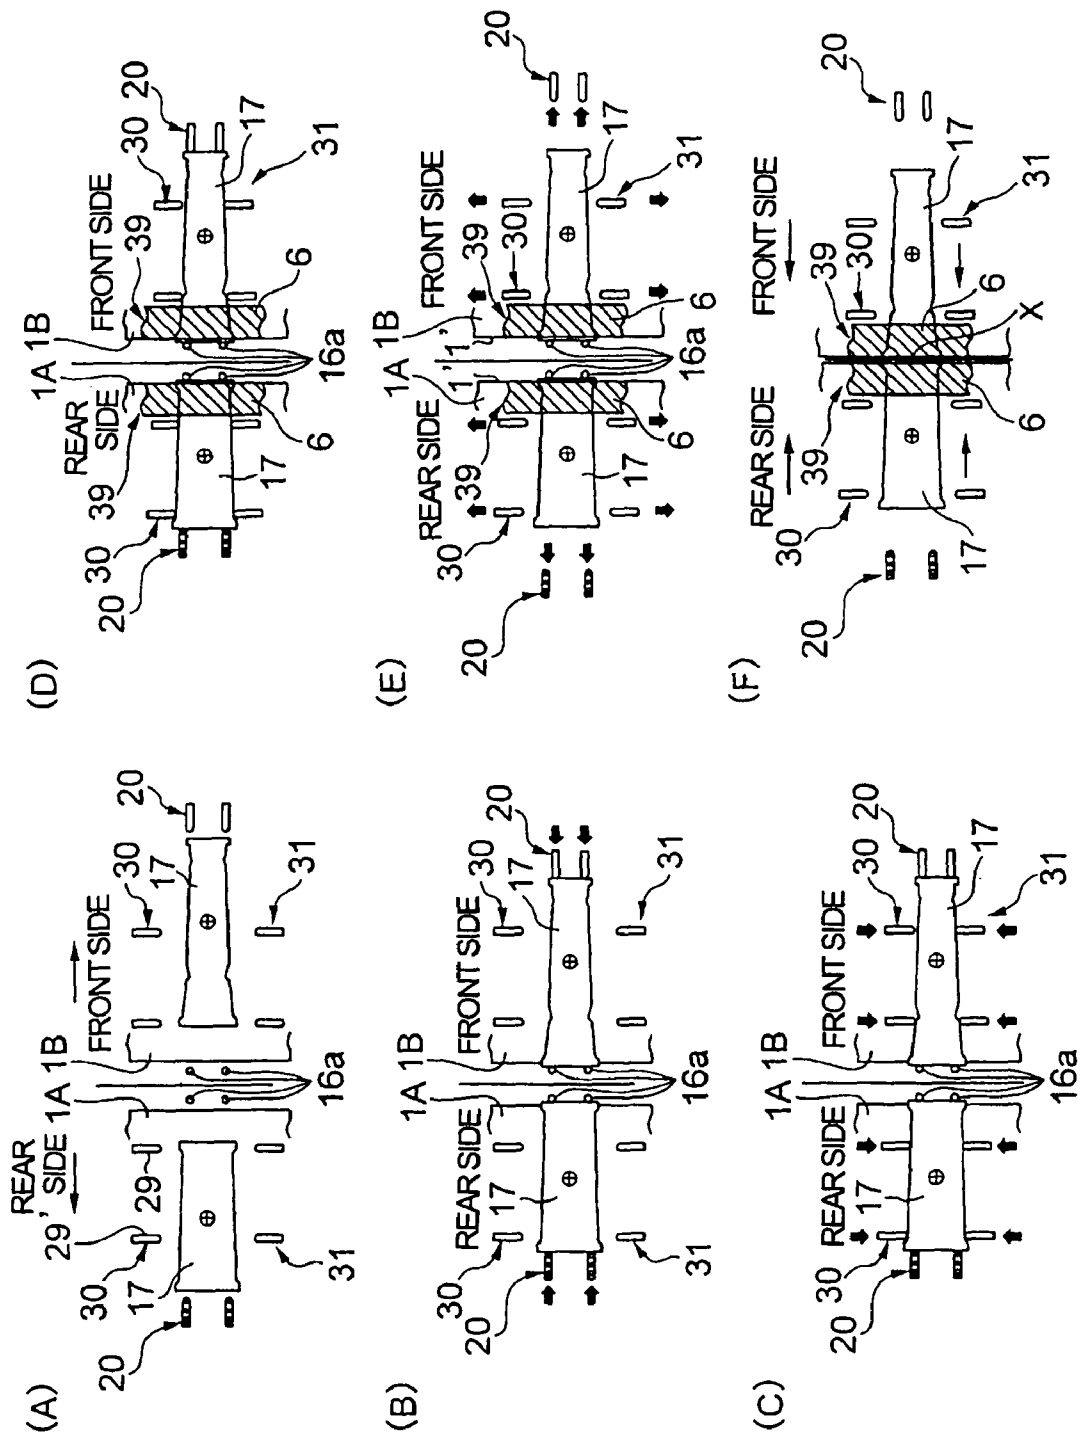 (A)
REAR
SIDE
FRONT SIDE
1A
1B
29'
29
30
30
17
17
20
20
31
31
16a
(B)
REAR SIDE
FRONT SIDE
1A
1B
30
30
17
17
20
20
31
31
16a
(C)
REAR SIDE
FRONT SIDE
1A
1B
30
30
17
17
20
20
31
16a
(D)
REAR
SIDE
FRONT SIDE
1A
1B
39
39
30
30
20
20
17
17
6
6
31
16a
(E)
REAR SIDE
FRONT SIDE
1A
1B
1'
1'
39
39
30
30
20
20
17
17
6
6
31
16a
(F)
REAR SIDE
FRONT SIDE
39
39
30
30
20
20
17
17
6
6
X
31